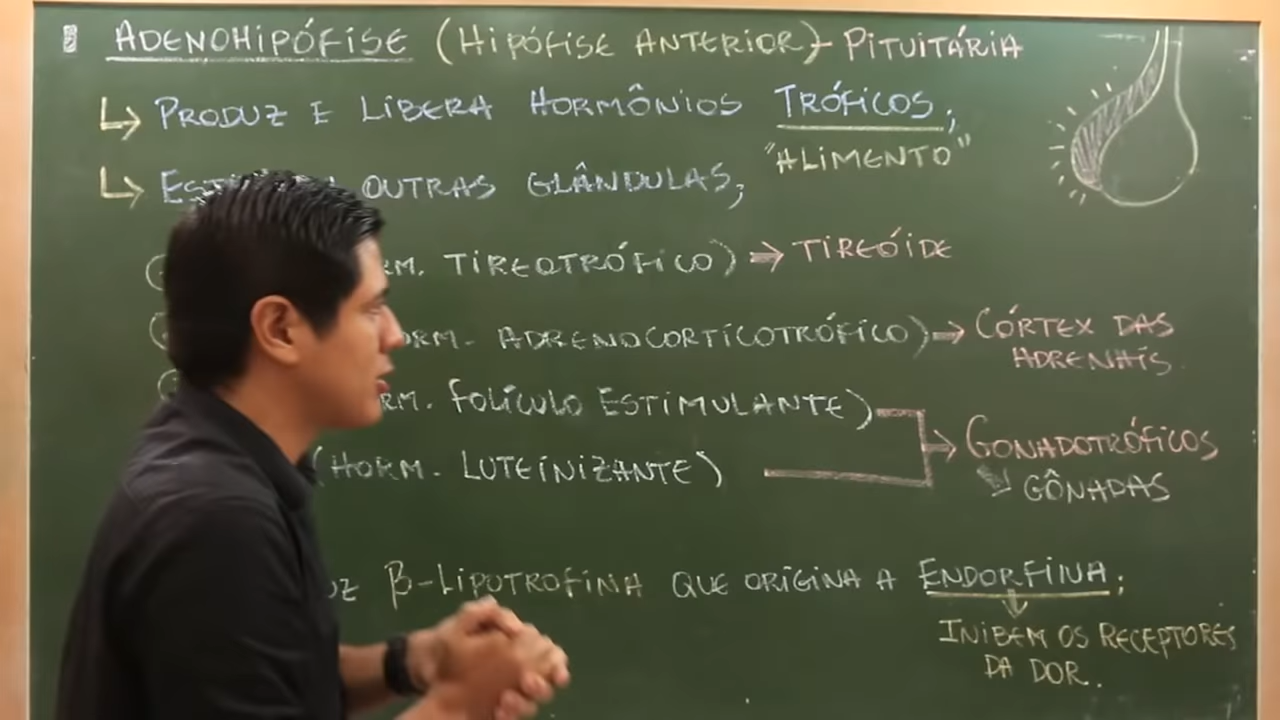 ADENOHIPÓFISE (HIPÓFISE ANTERIOR) - PITUITÁRIA
PRODUZ E LIBERA HORMÔNIOS TRÓFICOS;
"ALIMENTO"
OUTRAS GLÂNDULAS;
TIREOTRÓFICO) ⇒ TIREÓIDE
ADRENOCORTICOTRÓFICO) ⇒ CÓRTEX DAS
ADRENAIS.
FOLÍCULO ESTIMULANTE)
(HORM. LUTEINIZANTE)
GONADOTRÓFICOS
GÔNADAS
β-LIPOTROFINA QUE ORIGINA A ENDORFINA;
INIBEM OS RECEPTORES
DA DOR.